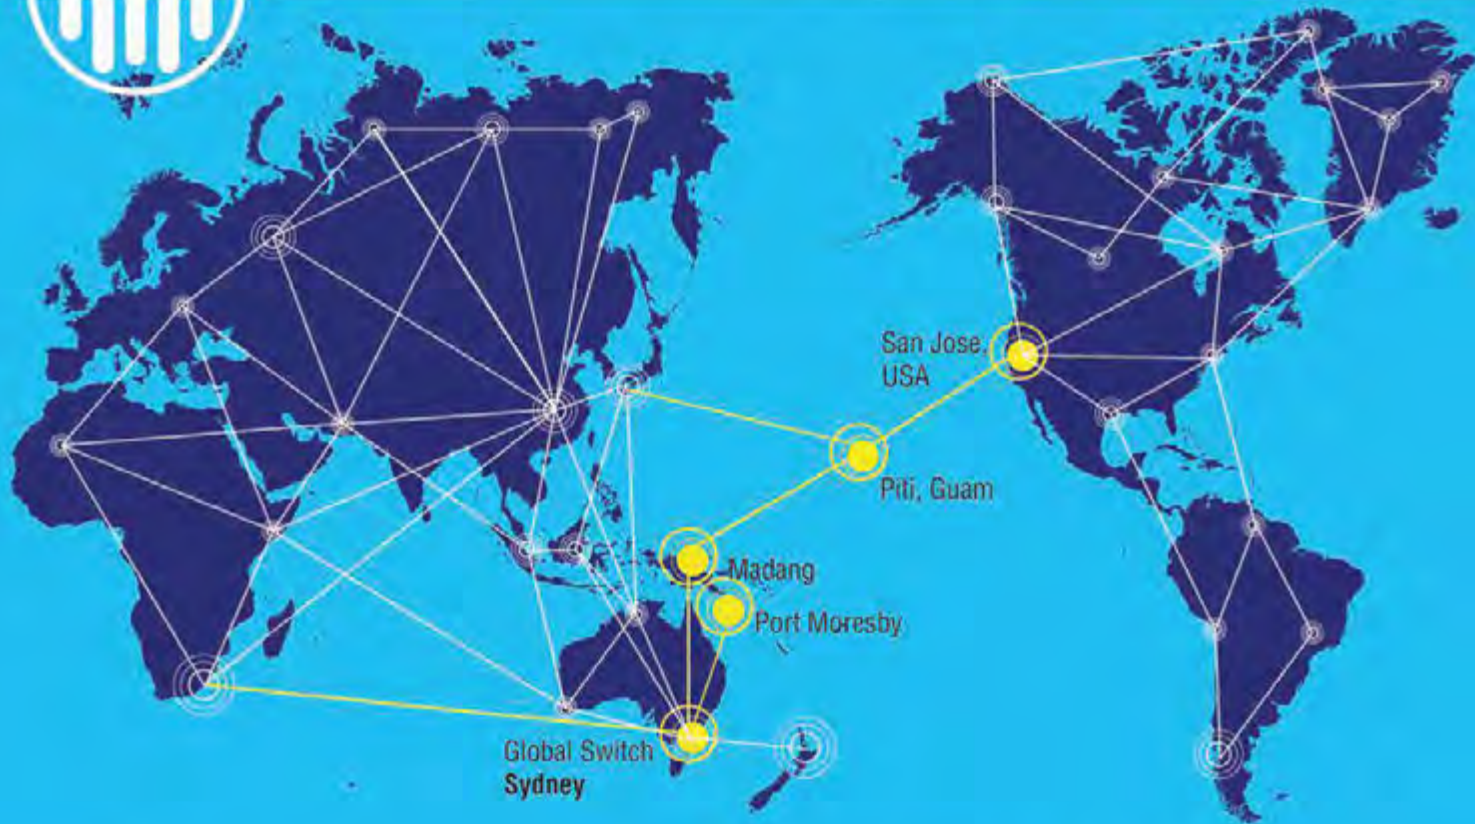 San Jose,
USA
Piti, Guam
Madang
Port Moresby
Global Switch
Sydney